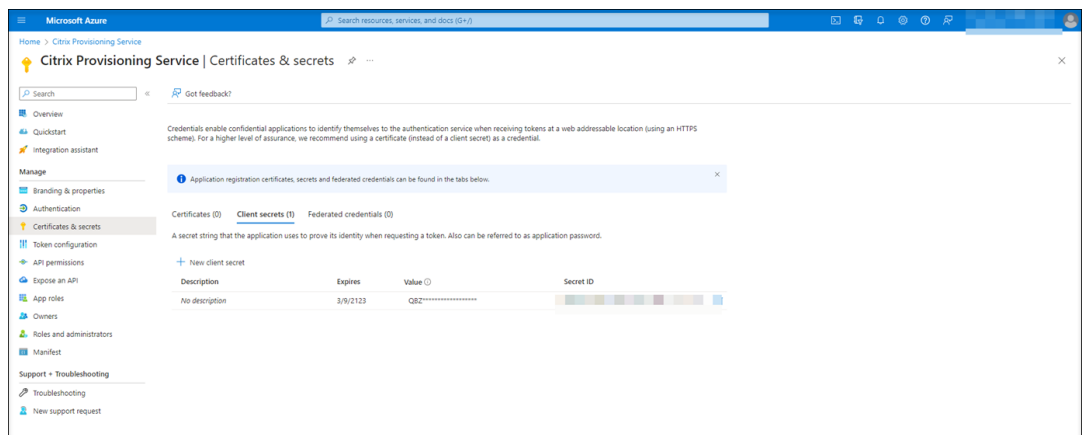 Microsoft Azure
Search resources, services, and docs (G+/)
Home > Citrix Provisioning Service
Citrix Provisioning Service | Certificates & secrets
Search
Got feedback?
Overview
Quickstart
Integration assistant
Manage
Branding & properties
Authentication
Certificates & secrets
Token configuration
API permissions
Expose an API
App roles
Owners
Roles and administrators
Manifest
Support + Troubleshooting
Troubleshooting
New support request
Credentials enable confidential applications to identify themselves to the authentication service when receiving tokens at a web addressable location (using an HTTPS
scheme). For a higher level of assurance, we recommend using a certificate (instead of a client secret) as a credential.
Application registration certificates, secrets and federated credentials can be found in the tabs below.
Certificates (0) Client secrets (1) Federated credentials (0)
A secret string that the application uses to prove its identity when requesting a token. Also can be referred to as application password.
New client secret
Description Expires Value Secret ID
No description 3/9/2123 QBZ******************